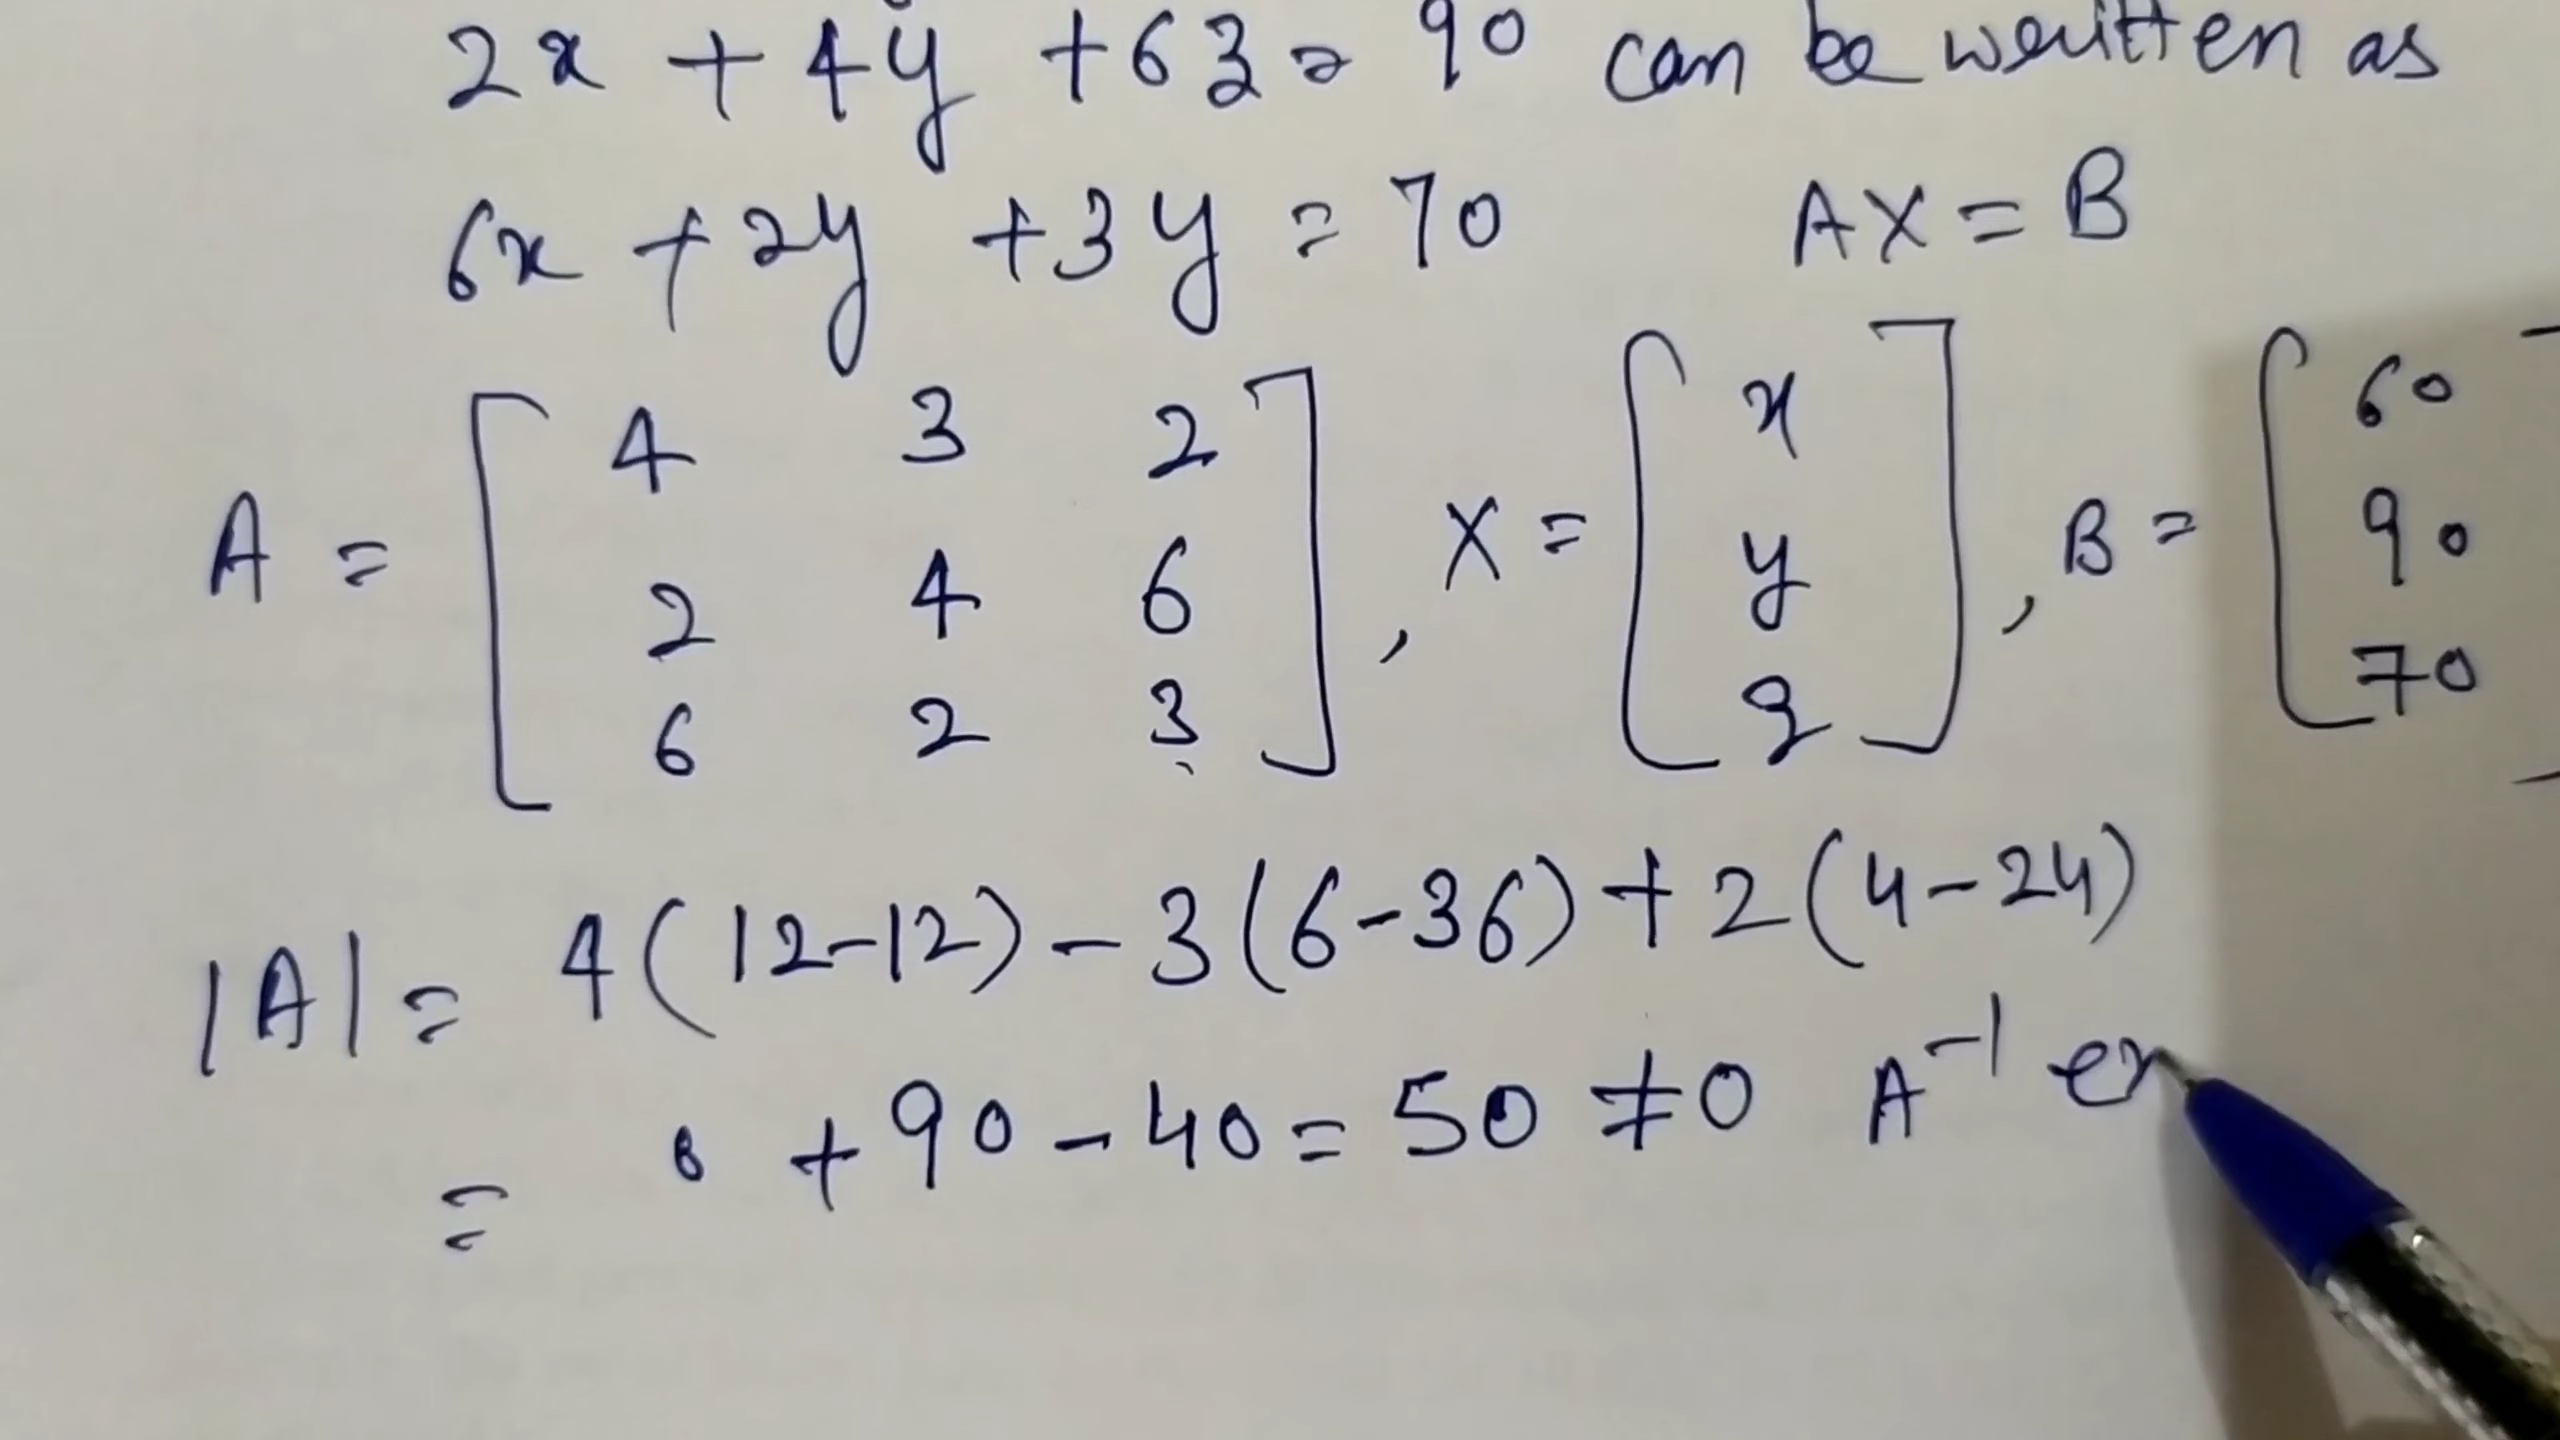 2x + 4y + 6z = 90 can be written as
6x + 2y + 3y = 70 AX = B
A = [4 3 2 2 4 6 6 2 3], X = [x y z], B = [60 90 70]
|A| = 4(12-12) - 3(6-36) + 2(4-24)
= 0 + 90 - 40 = 50 ≠ 0 A⁻¹ ex